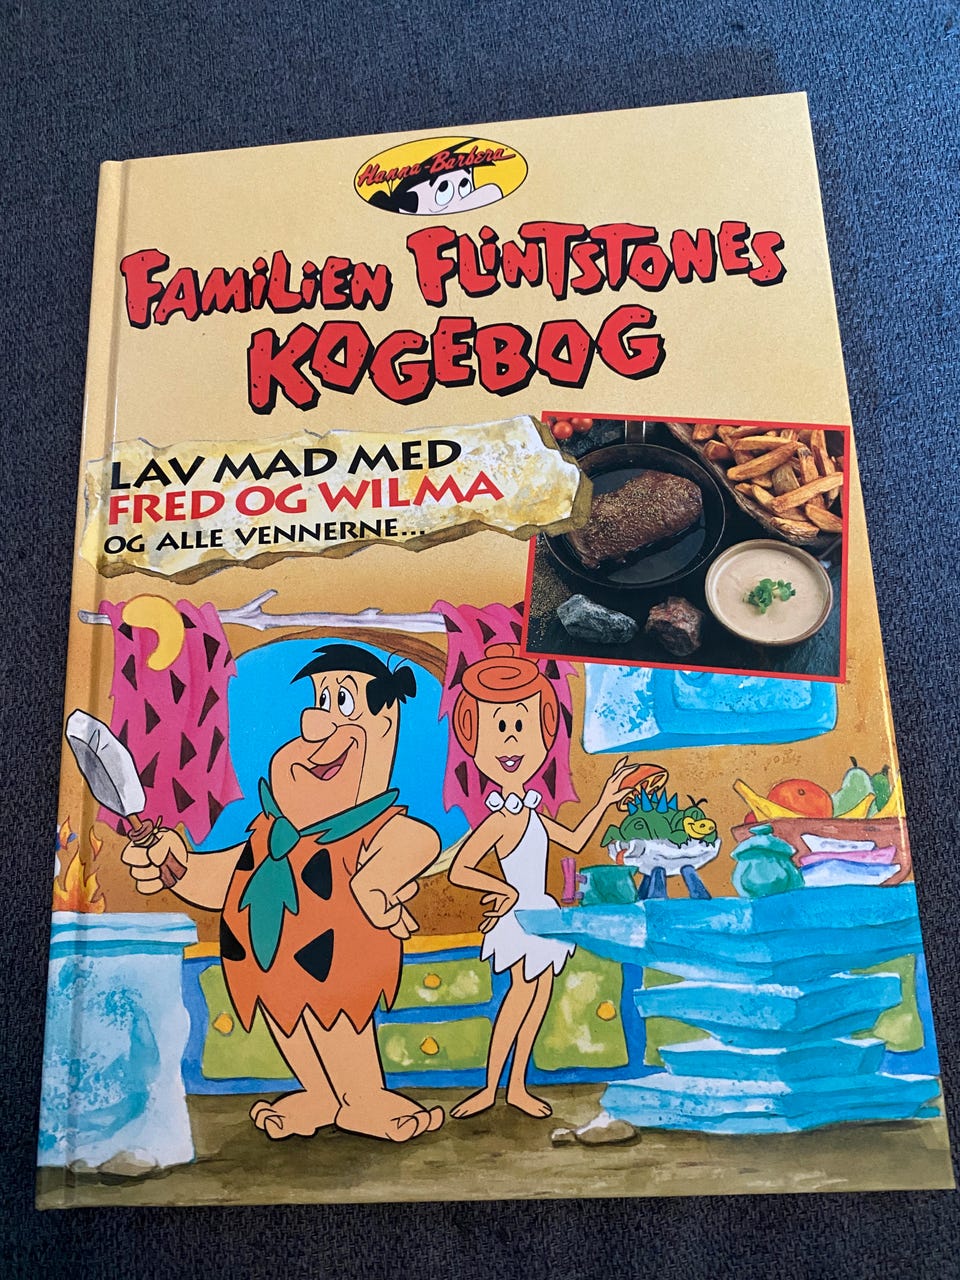 Hanna-Barbera
FAMILIEN FLINTSTONES
KOGEBOG
LAV MAD MED
FRED OG WILMA
OG ALLE VENNERNE...